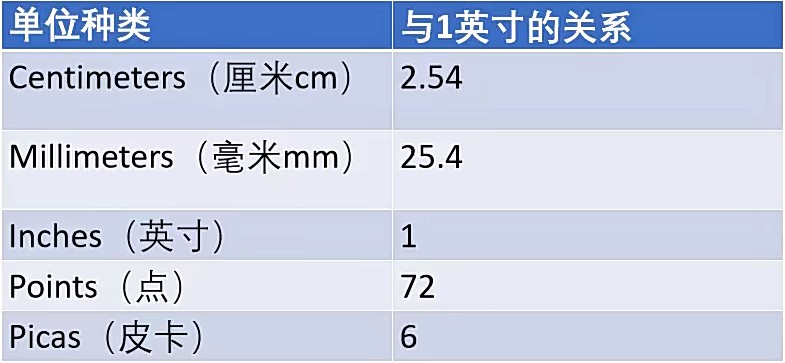 单位种类 与1英寸的关系
Centimeters（厘米cm） 2.54
Millimeters（毫米mm） 25.4
Inches（英寸） 1
Points（点） 72
Picas（皮卡） 6